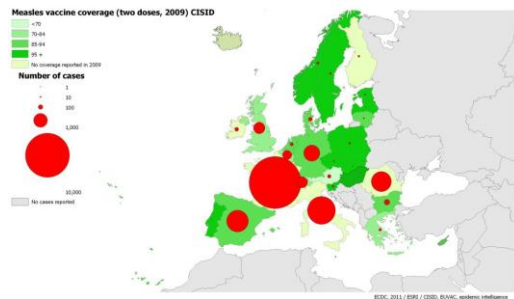 Measles vaccine coverage (two doses, 2009) CISID
<70
70-84
85-94
95 +
No coverage reported in 2009
Number of cases
1
10
100
1,000
10,000
No cases reported
ECDC, 2011 / ESRI / CISID, EUVAC, epidemic intelligence